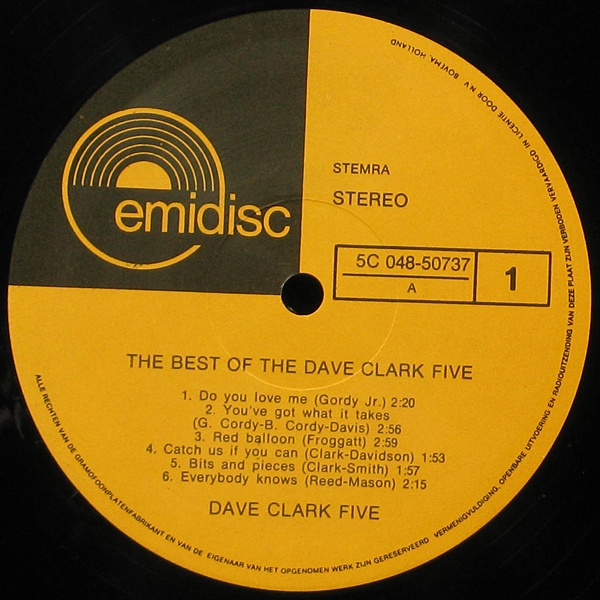 emidisc
STEMRA
STEREO
5C 048-50737
A
1
THE BEST OF THE DAVE CLARK FIVE
1. Do you love me (Gordy Jr.) 2:20
2. You've got what it takes
(G. Cordy-B. Cordy-Davis) 2:56
3. Red balloon (Froggatt) 2:59
4. Catch us if you can (Clark-Davidson) 1:53
5. Bits and pieces (Clark-Smith) 1:57
6. Everybody knows (Reed-Mason) 2:15
DAVE CLARK FIVE
ALLE RECHTEN VAN DE GRAMOFOONPLATENFABRIKANT EN VAN DE EIGENAAR VAN HET OPGENOMEN WERK ZIJN GERESERVEERD VERMENIGVULDIGING, OPENBARE UITVOERING EN RADIOUITZENDING VAN DEZE PLAAT ZIJN VERBODEN VERVAARDIGD IN LICENTIE DOOR N.V. BOVEMA HOLLAND